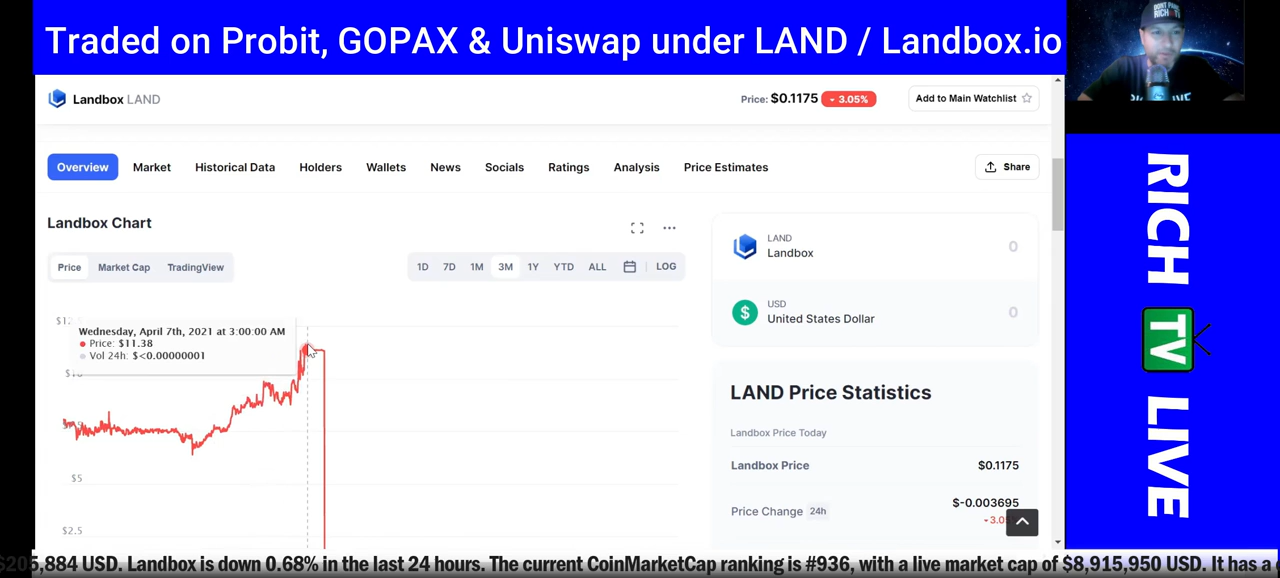 Traded on Probit, GOPAX & Uniswap under LAND / Landbox.io
Landbox LAND
Price: $0.1175 3.05%
Add to Main Watchlist
Overview Market Historical Data Holders Wallets News Socials Ratings Analysis Price Estimates
Share
Landbox Chart
Price Market Cap TradingView
1D 7D 1M 3M 1Y YTD ALL LOG
Wednesday, April 7th, 2021 at 3:00:00 AM
Price: $11.38
Vol 24h: $<0.00000001
$5
$2.5
LAND
Landbox
0
USD
United States Dollar
0
LAND Price Statistics
Landbox Price Today
Landbox Price $0.1175
Price Change 24h $-0.003695
RICH TV LIVE
$205,884 USD. Landbox is down 0.68% in the last 24 hours. The current CoinMarketCap ranking is #936, with a live market cap of $8,915,950 USD. It has a